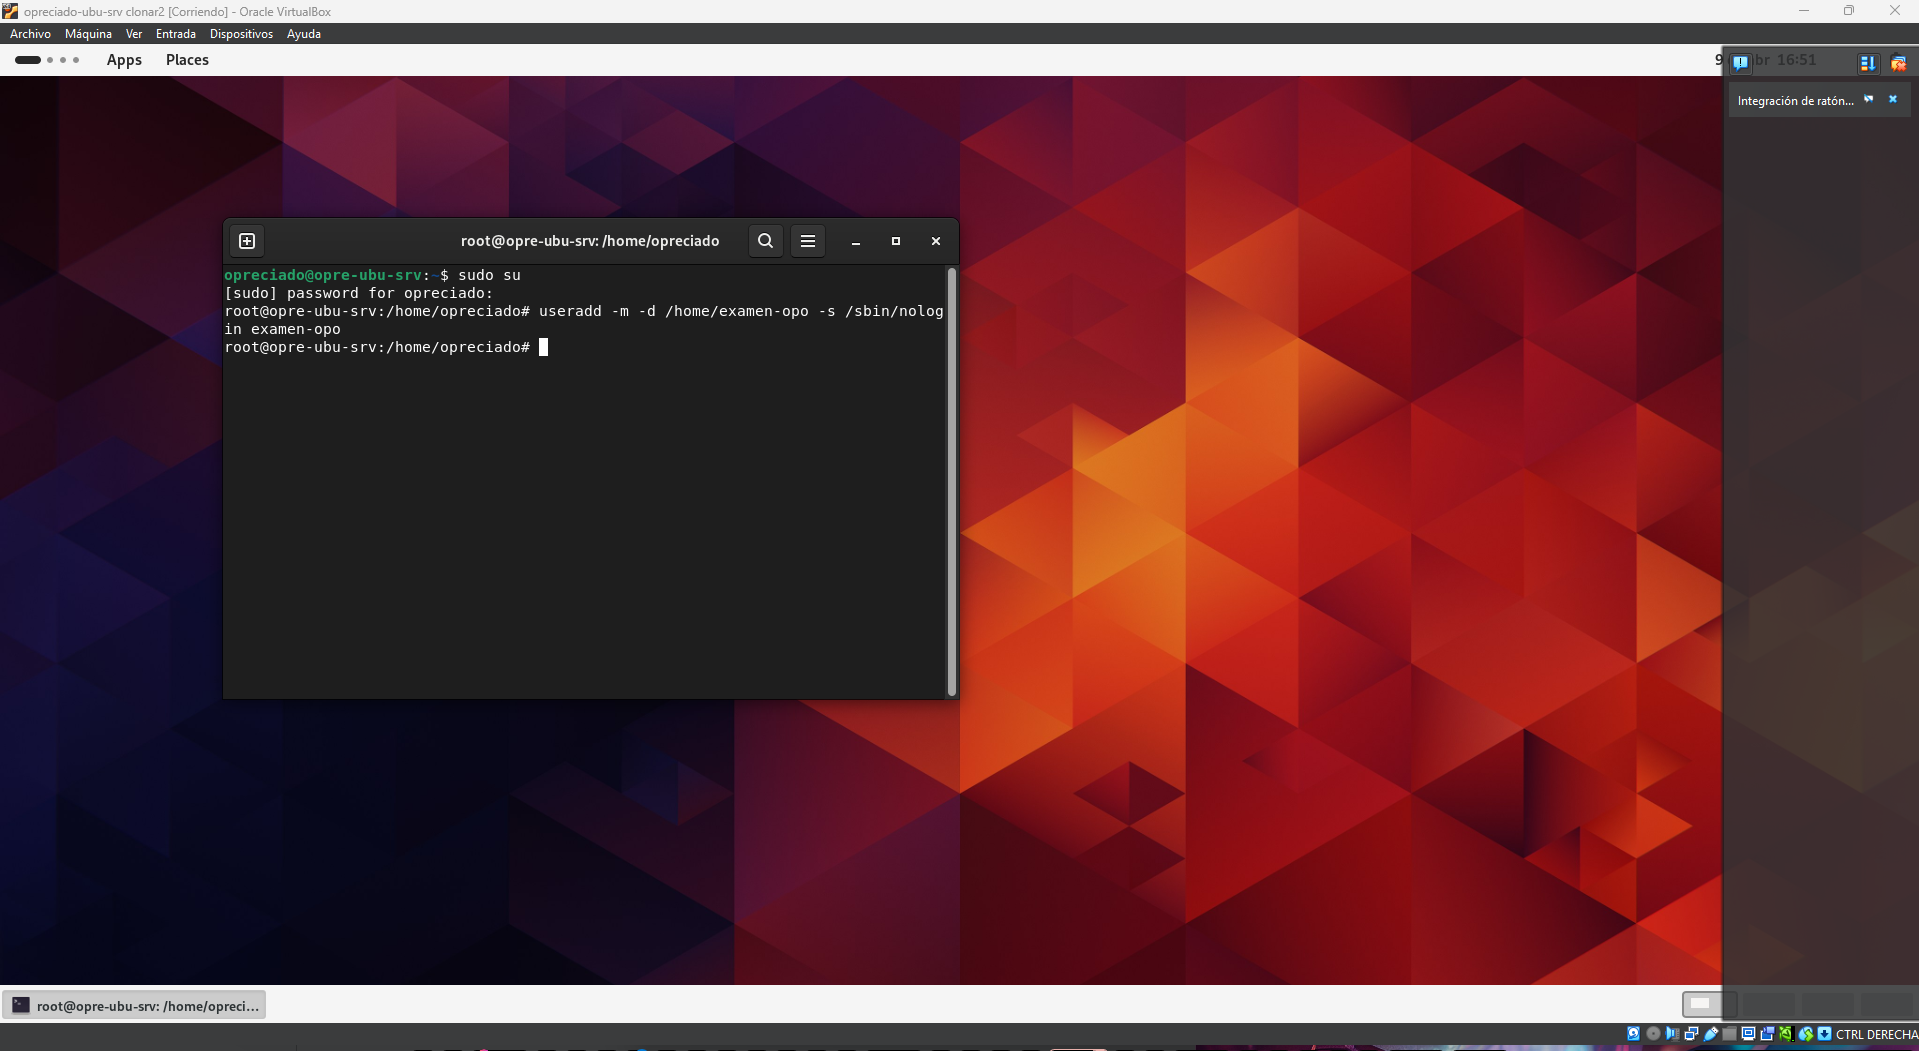 opreciado-ubu-srv clonar2 [Corriendo] - Oracle VirtualBox
Archivo Máquina Ver Entrada Dispositivos Ayuda
Apps Places
9 abr 16:51
Integración de ratón...
root@opre-ubu-srv: /home/opreciado
opreciado@opre-ubu-srv:~$ sudo su
[sudo] password for opreciado:
root@opre-ubu-srv:/home/opreciado# useradd -m -d /home/examen-opo -s /sbin/nolog
in examen-opo
root@opre-ubu-srv:/home/opreciado#
root@opre-ubu-srv: /home/opreci...
CTRL DERECHA